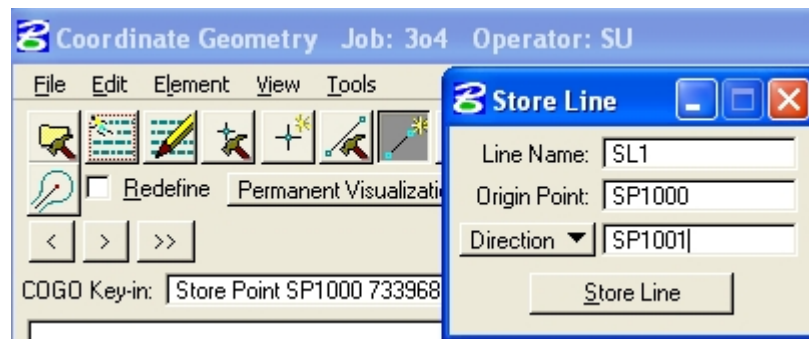 Coordinate Geometry Job: 3o4 Operator: SU
File Edit Element View Tools
Redefine Permanent Visualizati
< > >>
COGO Key-in: Store Point SP1000 733968
Store Line
Line Name: SL1
Origin Point: SP1000
Direction SP1001
Store Line